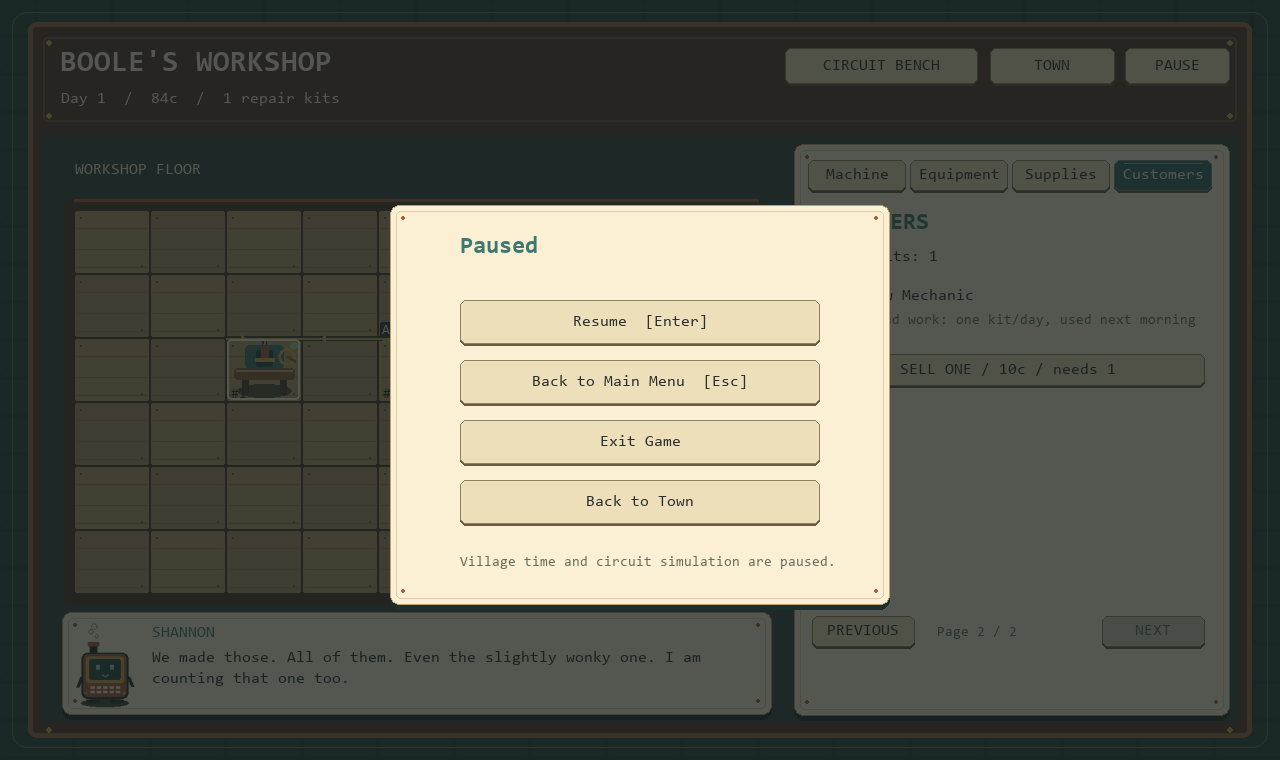 BOOLE'S WORKSHOP
CIRCUIT BENCH
TOWN
PAUSE
Day 1 / 84c / 1 repair kits
WORKSHOP FLOOR
Machine
Equipment
Supplies
Customers
ERS
its: 1
Mechanic
d work: one kit/day, used next morning
SELL ONE / 10c / needs 1
Paused
Resume [Enter]
Back to Main Menu [Esc]
Exit Game
Back to Town
Village time and circuit simulation are paused.
PREVIOUS
Page 2 / 2
NEXT
SHANNON
We made those. All of them. Even the slightly wonky one. I am
counting that one too.